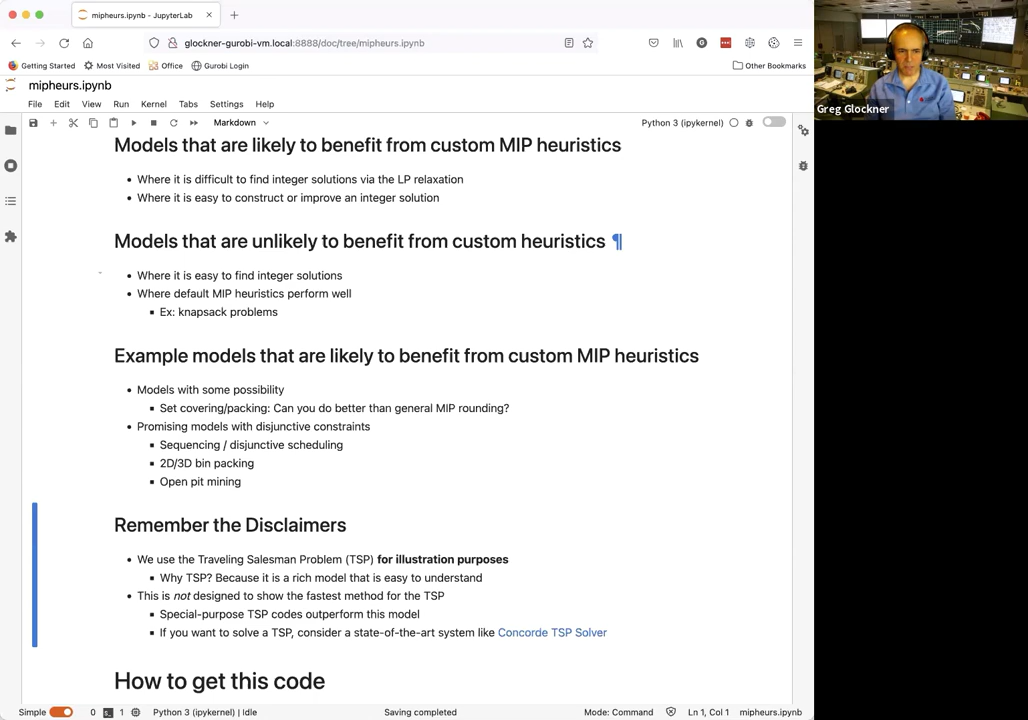 mipheurs.ipynb - JupyterLab
glockner-gurobi-vm.local:8888/doc/tree/mipheurs.ipynb
Getting Started Most Visited Office Gurobi Login Other Bookmarks
mipheurs.ipynb
File Edit View Run Kernel Tabs Settings Help
Markdown Python 3 (ipykernel)
Greg Glockner
Models that are likely to benefit from custom MIP heuristics
• Where it is difficult to find integer solutions via the LP relaxation
• Where it is easy to construct or improve an integer solution
Models that are unlikely to benefit from custom heuristics ¶
• Where it is easy to find integer solutions
• Where default MIP heuristics perform well
▪ Ex: knapsack problems
Example models that are likely to benefit from custom MIP heuristics
• Models with some possibility
▪ Set covering/packing: Can you do better than general MIP rounding?
• Promising models with disjunctive constraints
▪ Sequencing / disjunctive scheduling
▪ 2D/3D bin packing
▪ Open pit mining
Remember the Disclaimers
• We use the Traveling Salesman Problem (TSP) for illustration purposes
▪ Why TSP? Because it is a rich model that is easy to understand
• This is not designed to show the fastest method for the TSP
▪ Special-purpose TSP codes outperform this model
▪ If you want to solve a TSP, consider a state-of-the-art system like Concorde TSP Solver
How to get this code
Simple 0 1 Python 3 (ipykernel) | Idle Saving completed Mode: Command Ln 1, Col 1 mipheurs.ipynb